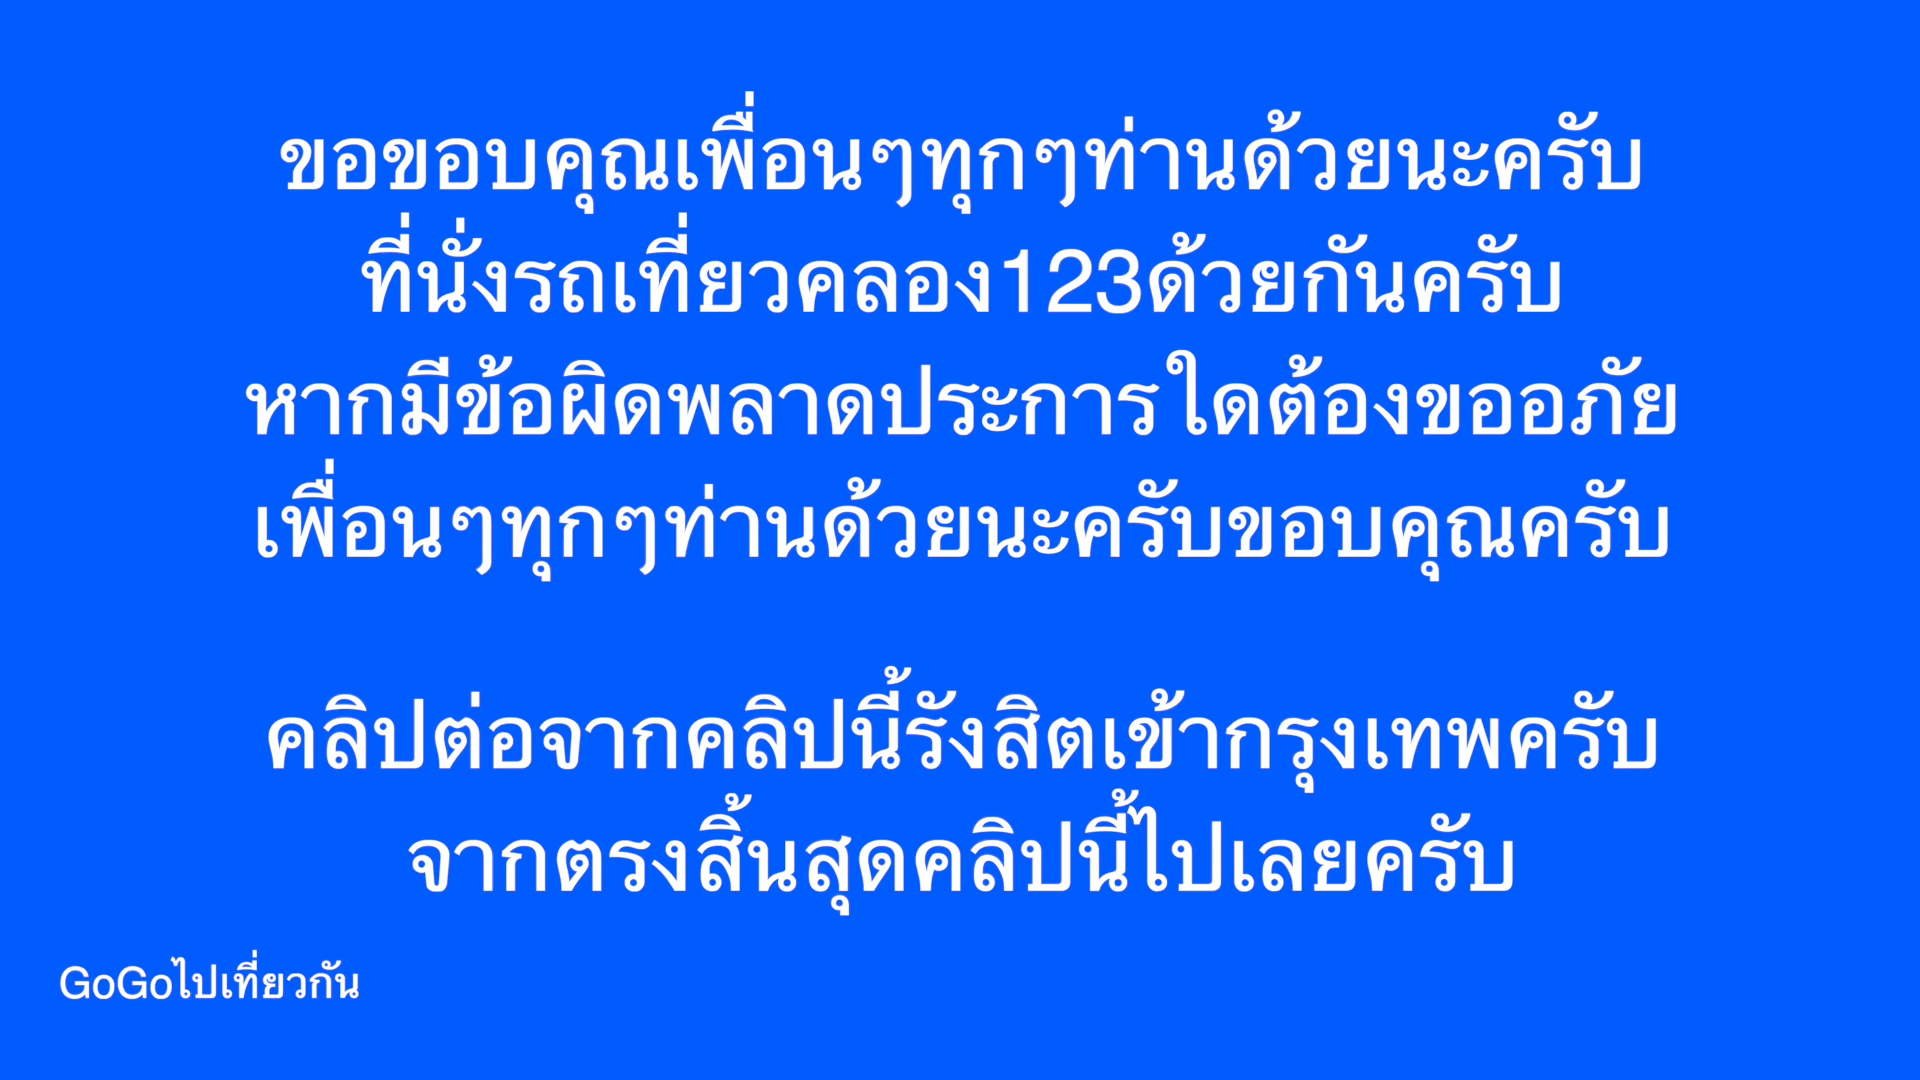 ขอขอบคุณเพื่อนๆทุกๆท่านด้วยนะครับ
ที่นั่งรถเที่ยวคลอง123ด้วยกันครับ
หากมีข้อผิดพลาดประการใดต้องขออภัย
เพื่อนๆทุกๆท่านด้วยนะครับขอบคุณครับ
คลิปต่อจากคลิปนี้รังสิตเข้ากรุงเทพครับ
จากตรงสิ้นสุดคลิปนี้ไปเลยครับ
GoGoไปเที่ยวกัน